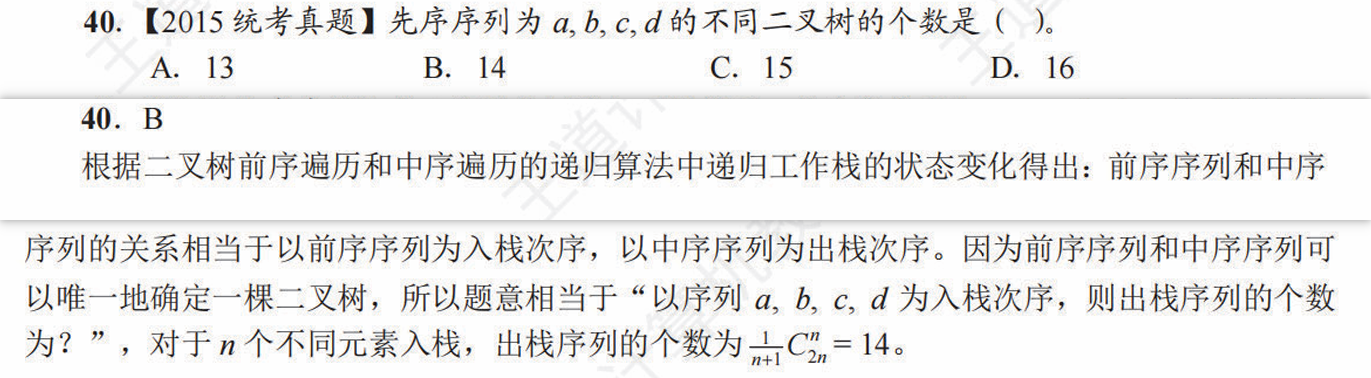 40.【2015 统考真题】先序序列为 a, b, c, d 的不同二叉树的个数是（ ）。
A. 13 B. 14 C. 15 D. 16
40. B
根据二叉树前序遍历和中序遍历的递归算法中递归工作栈的状态变化得出：前序序列和中序
序列的关系相当于以前序序列为入栈次序，以中序序列为出栈次序。因为前序序列和中序序列可
以唯一地确定一棵二叉树，所以题意相当于“以序列 a, b, c, d 为入栈次序，则出栈序列的个数
为？”，对于 n 个不同元素入栈，出栈序列的个数为 $\frac{1}{n+1}C_{2n}^{n}$ = 14。